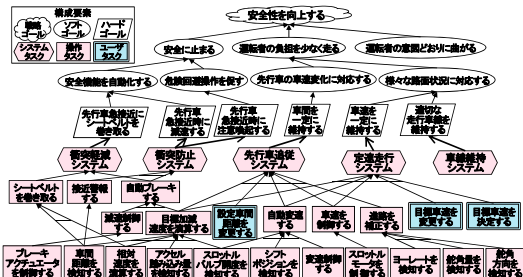 構成要素
戦略
ゴール
ソフト
ゴール
ハード
ゴール
システム
タスク
操作
タスク
ユーザ
タスク
安全性を向上する
安全に止まる
運転者の負担を少なく走る
運転者の意図どおりに曲がる
安全機能を自動化する
危険回避操作を促す
先行車の車速変化に対応する
様々な路面状況に対応する
先行車急接近に
シートベルトを
巻き取る
先行車
急接近時に
減速する
先行車
急接近時に
注意喚起する
車間を
一定に
維持する
車速を
一定に
維持する
適切な
走行車線を
維持する
衝突軽減
システム
衝突防止
システム
先行車追従
システム
定速走行
システム
車線維持
システム
シートベルト
を巻き取る
接近警報
する
自動ブレーキ
する
減速制御
する
目標加減
速度を演算する
設定車間
距離を
変更する
自動変速
する
車速を
制御する
進路を
補正する
目標車速を
変更する
目標車速を
決定する
ブレーキ
アクチュエータ
を制御する
車間
距離を
検知する
相対
速度を
演算する
アクセル
踏み込み量
を検知する
スロットル
バルブ開度を
検知する
シフト
ポジションを
検知する
変速制御
する
スロットル
モータを
制御する
ヨーレートを
検知する
舵角量を
検知する
舵角
方向を
検知する